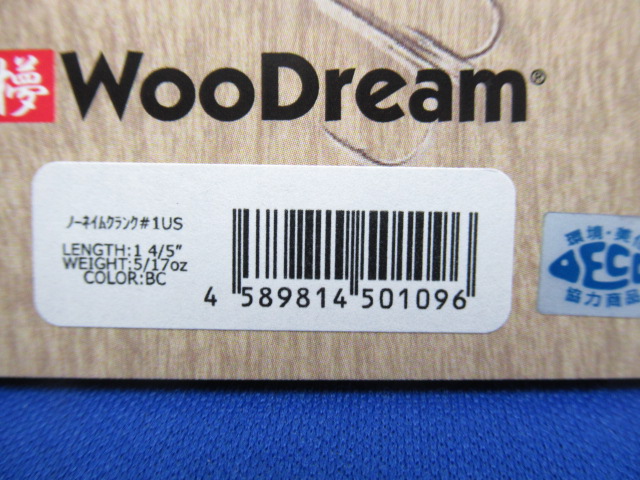 WooDream®
ノーネイムクランク#1US
LENGTH:1 4/5"
WEIGHT:5/17oz
COLOR:BC
4 589814 501096
環境・美化
DECO
協力商品